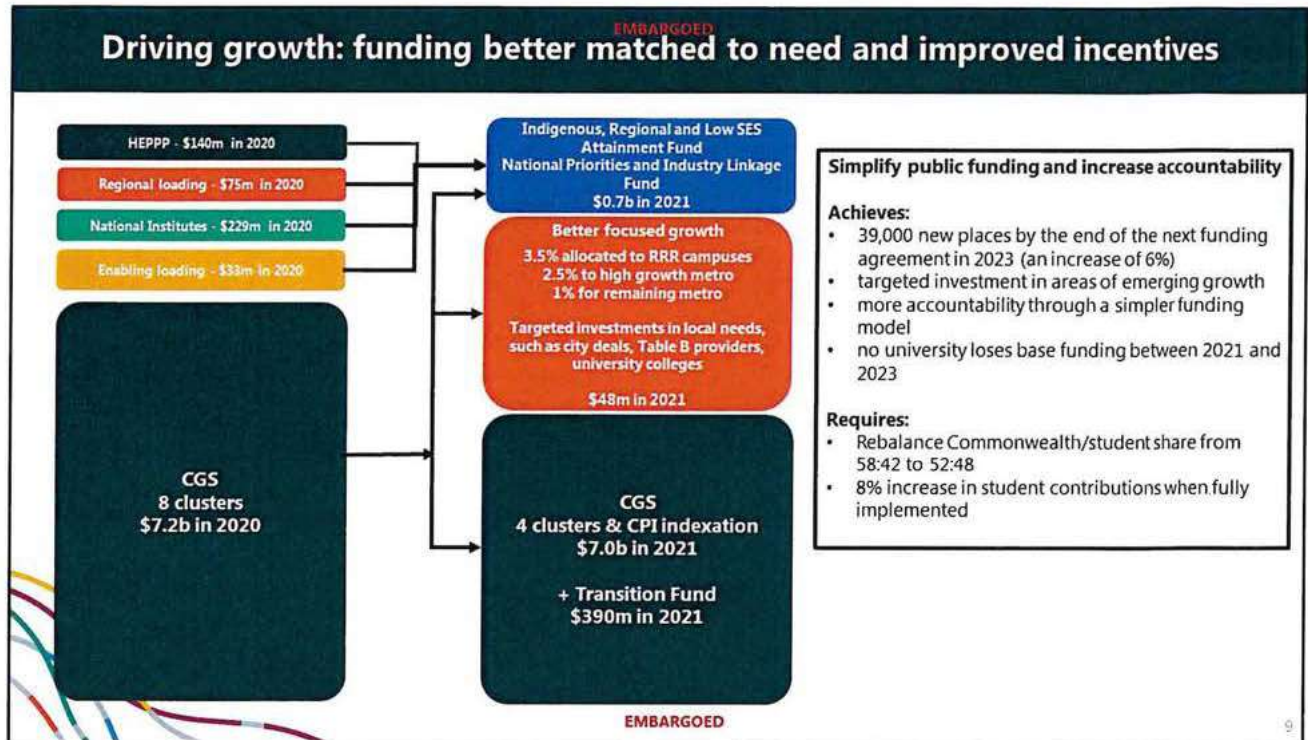 EMBARGOED
Driving growth: funding better matched to need and improved incentives
HEPPP - $140m in 2020
Regional loading - $75m in 2020
National Institutes - $229m in 2020
Enabling loading - $33m in 2020
CGS
8 clusters
$7.2b in 2020
Indigenous, Regional and Low SES
Attainment Fund
National Priorities and Industry Linkage
Fund
$0.7b in 2021
Better focused growth
3.5% allocated to RRR campuses
2.5% to high growth metro
1% for remaining metro
Targeted investments in local needs,
such as city deals, Table B providers,
university colleges
$48m in 2021
CGS
4 clusters & CPI indexation
$7.0b in 2021
+ Transition Fund
$390m in 2021
Simplify public funding and increase accountability
Achieves:
• 39,000 new places by the end of the next funding
agreement in 2023 (an increase of 6%)
• targeted investment in areas of emerging growth
• more accountability through a simpler funding
model
• no university loses base funding between 2021 and
2023
Requires:
• Rebalance Commonwealth/student share from
58:42 to 52:48
• 8% increase in student contributions when fully
implemented
EMBARGOED
9